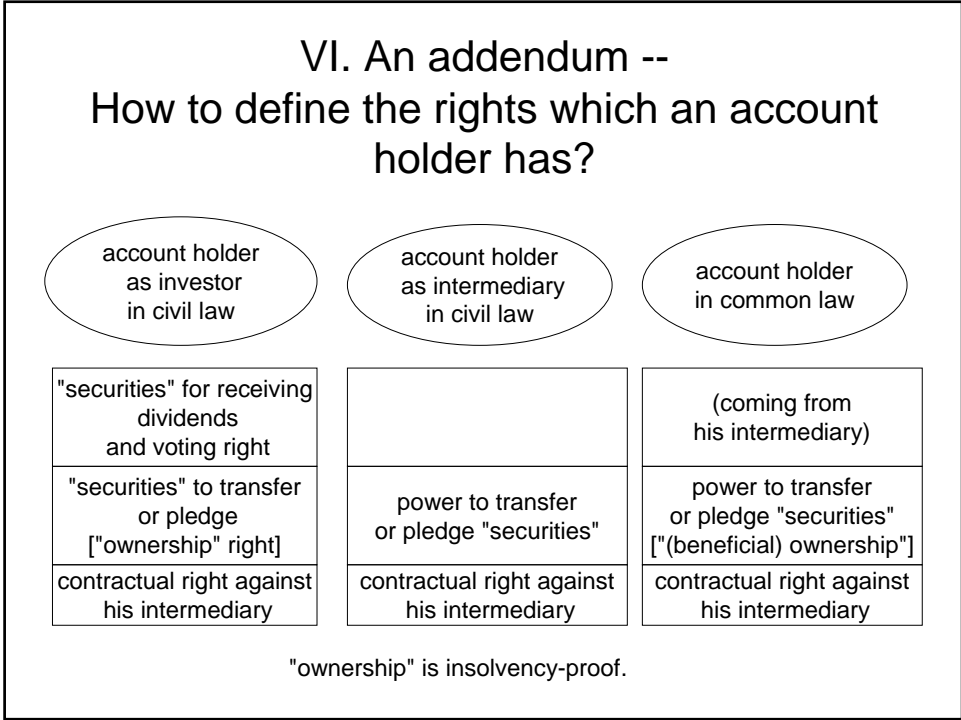 VI. An addendum --
How to define the rights which an account
holder has?
account holder
as investor
in civil law
account holder
as intermediary
in civil law
account holder
in common law
"securities" for receiving
dividends
and voting right
(coming from
his intermediary)
"securities" to transfer
or pledge
["ownership" right]
power to transfer
or pledge "securities"
power to transfer
or pledge "securities"
["(beneficial) ownership"]
contractual right against
his intermediary
contractual right against
his intermediary
contractual right against
his intermediary
"ownership" is insolvency-proof.